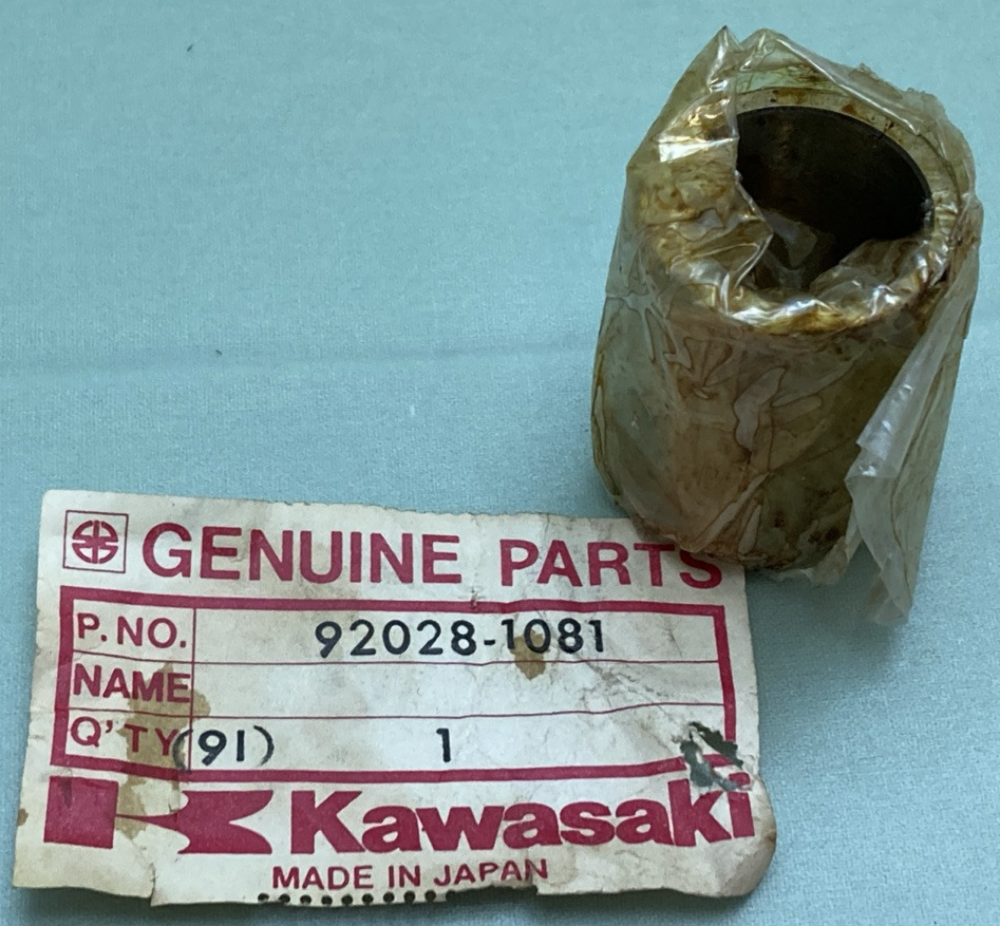 GENUINE PARTS
P.NO. 92028-1081
NAME
Q'TY (91) 1
Kawasaki
MADE IN JAPAN